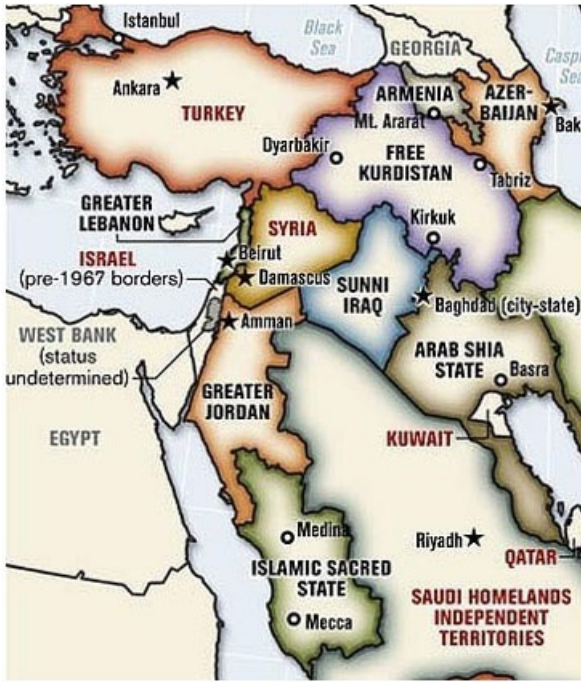 Istanbul
Black
Sea
GEORGIA
Casp
Sea
Ankara
TURKEY
ARMENIA
Mt. Ararat
AZER-
BAIJAN
Bak
Dyarbakir
FREE
KURDISTAN
Tabriz
GREATER
LEBANON
SYRIA
Kirkuk
ISRAEL
(pre-1967 borders)
Beirut
Damascus
SUNNI
IRAQ
Baghdad (city-state)
WEST BANK
(status
undetermined)
Amman
ARAB SHIA
STATE
Basra
GREATER
JORDAN
EGYPT
KUWAIT
Medina
Riyadh
QATAR
ISLAMIC SACRED
STATE
Mecca
SAUDI HOMELANDS
INDEPENDENT
TERRITORIES